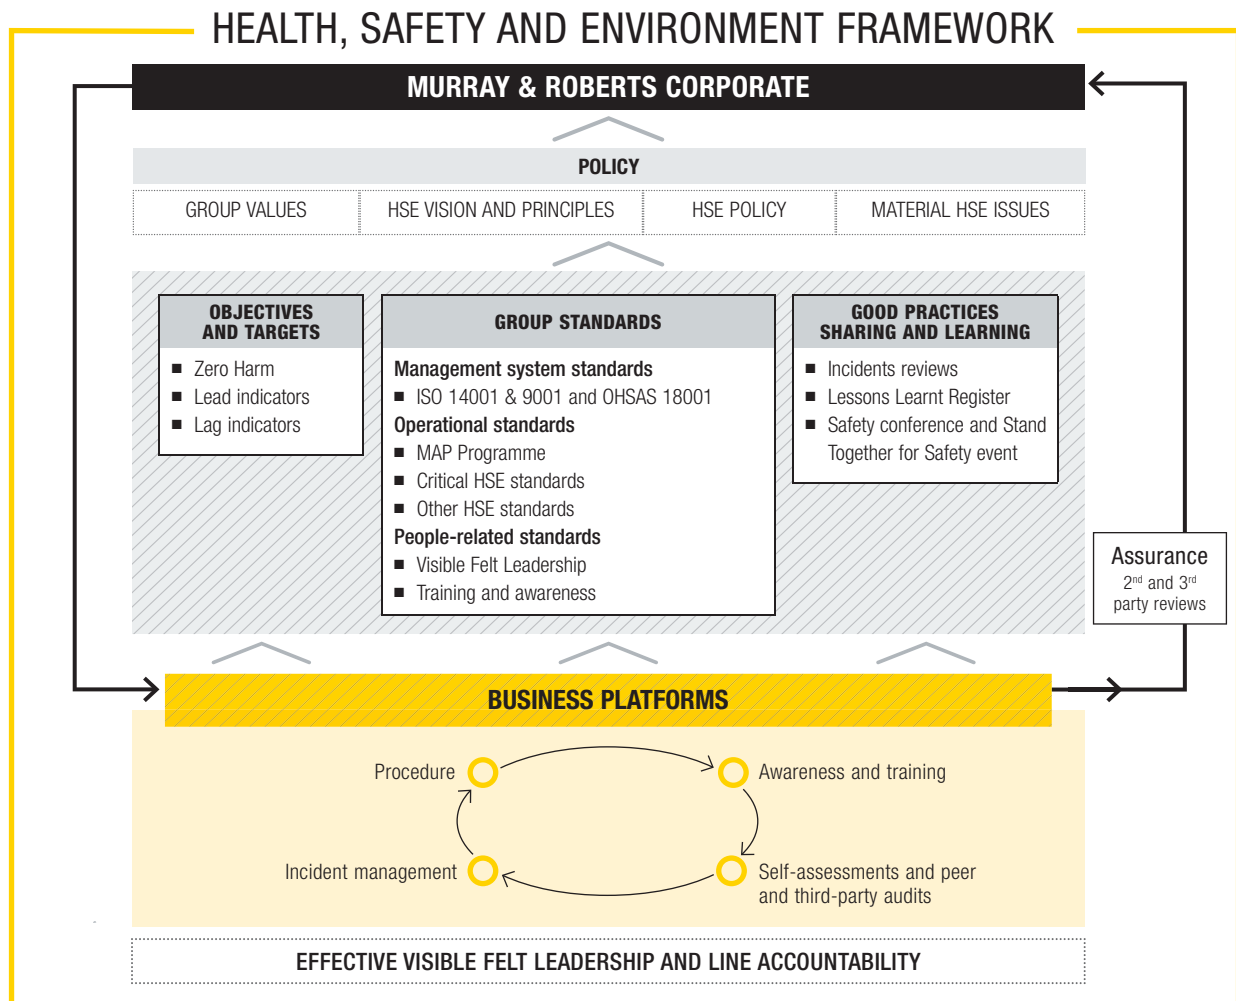 HEALTH, SAFETY AND ENVIRONMENT FRAMEWORK
MURRAY & ROBERTS CORPORATE
POLICY
GROUP VALUES
HSE VISION AND PRINCIPLES
HSE POLICY
MATERIAL HSE ISSUES
OBJECTIVES
AND TARGETS
■ Zero Harm
■ Lead indicators
■ Lag indicators
GROUP STANDARDS
Management system standards
■ ISO 14001 & 9001 and OHSAS 18001
Operational standards
■ MAP Programme
■ Critical HSE standards
■ Other HSE standards
People-related standards
■ Visible Felt Leadership
■ Training and awareness
GOOD PRACTICES
SHARING AND LEARNING
■ Incidents reviews
■ Lessons Learnt Register
■ Safety conference and Stand
Together for Safety event
Assurance
2nd and 3rd
party reviews
BUSINESS PLATFORMS
Procedure
Awareness and training
Incident management
Self-assessments and peer
and third-party audits
EFFECTIVE VISIBLE FELT LEADERSHIP AND LINE ACCOUNTABILITY